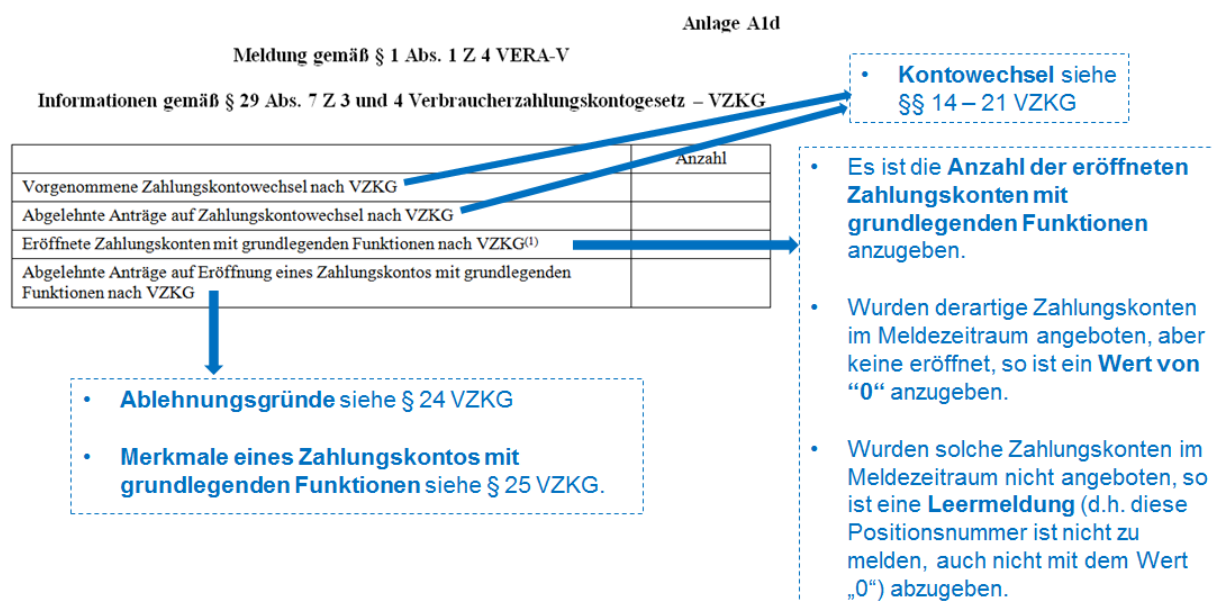 Anlage A1d
Meldung gemäß § 1 Abs. 1 Z 4 VERA-V
Informationen gemäß § 29 Abs. 7 Z 3 und 4 Verbraucherzahlungskontogesetz – VZKG
• Kontowechsel siehe
§§ 14 – 21 VZKG
Anzahl
Vorgenommene Zahlungskontowechsel nach VZKG
Abgelehnte Anträge auf Zahlungskontowechsel nach VZKG
Eröffnete Zahlungskonten mit grundlegenden Funktionen nach VZKG(1)
Abgelehnte Anträge auf Eröffnung eines Zahlungskontos mit grundlegenden
Funktionen nach VZKG
• Es ist die Anzahl der eröffneten
Zahlungskonten mit
grundlegenden Funktionen
anzugeben.
• Wurden derartige Zahlungskonten
im Meldezeitraum angeboten, aber
keine eröffnet, so ist ein Wert von
“0“ anzugeben.
• Wurden solche Zahlungskonten im
Meldezeitraum nicht angeboten, so
ist eine Leermeldung (d.h. diese
Positionsnummer ist nicht zu
melden, auch nicht mit dem Wert
„0“) abzugeben.
• Ablehnungsgründe siehe § 24 VZKG
• Merkmale eines Zahlungskontos mit
grundlegenden Funktionen siehe § 25 VZKG.